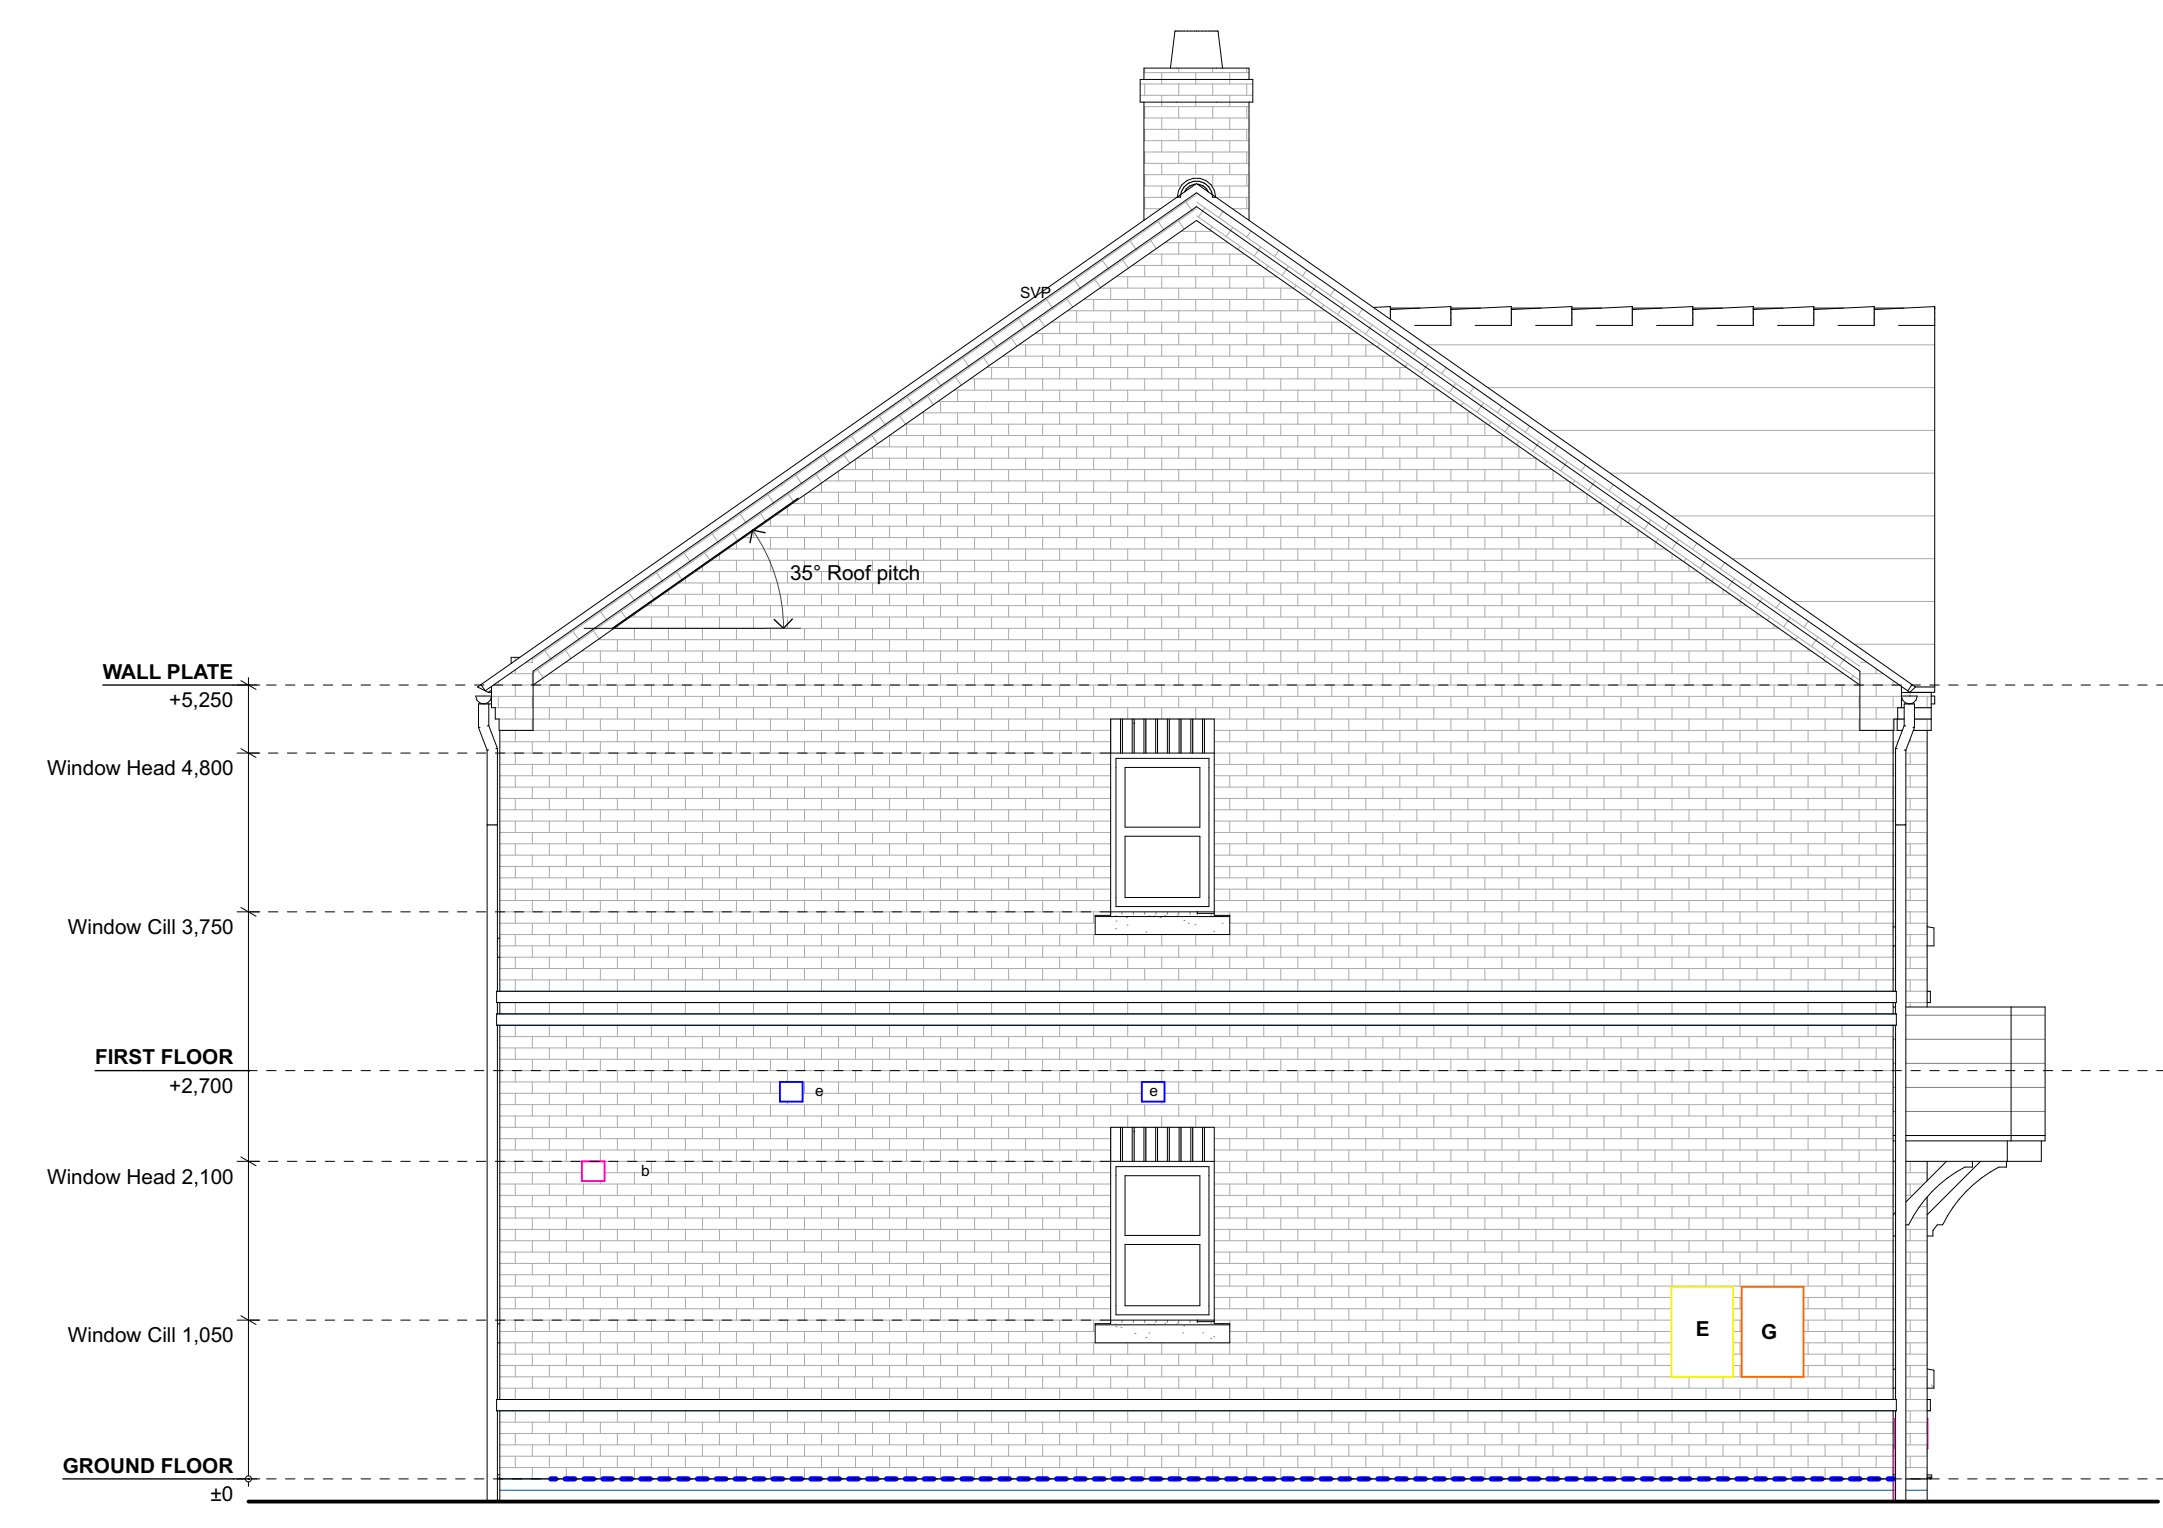 SVP
35° Roof pitch
WALL PLATE
+5,250
Window Head 4,800
Window Cill 3,750
FIRST FLOOR
+2,700
e
e
Window Head 2,100
b
Window Cill 1,050
E
G
GROUND FLOOR
±0